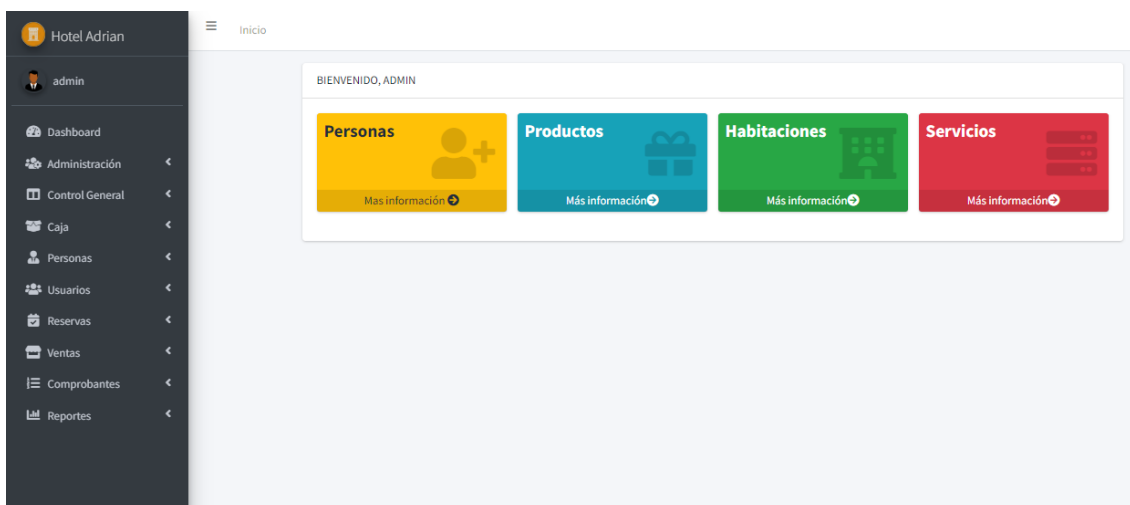 Hotel Adrian
Inicio
admin
Dashboard
Administración
Control General
Caja
Personas
Usuarios
Reservas
Ventas
Comprobantes
Reportes
BIENVENIDO, ADMIN
Personas
Mas información
Productos
Más información
Habitaciones
Más información
Servicios
Más información